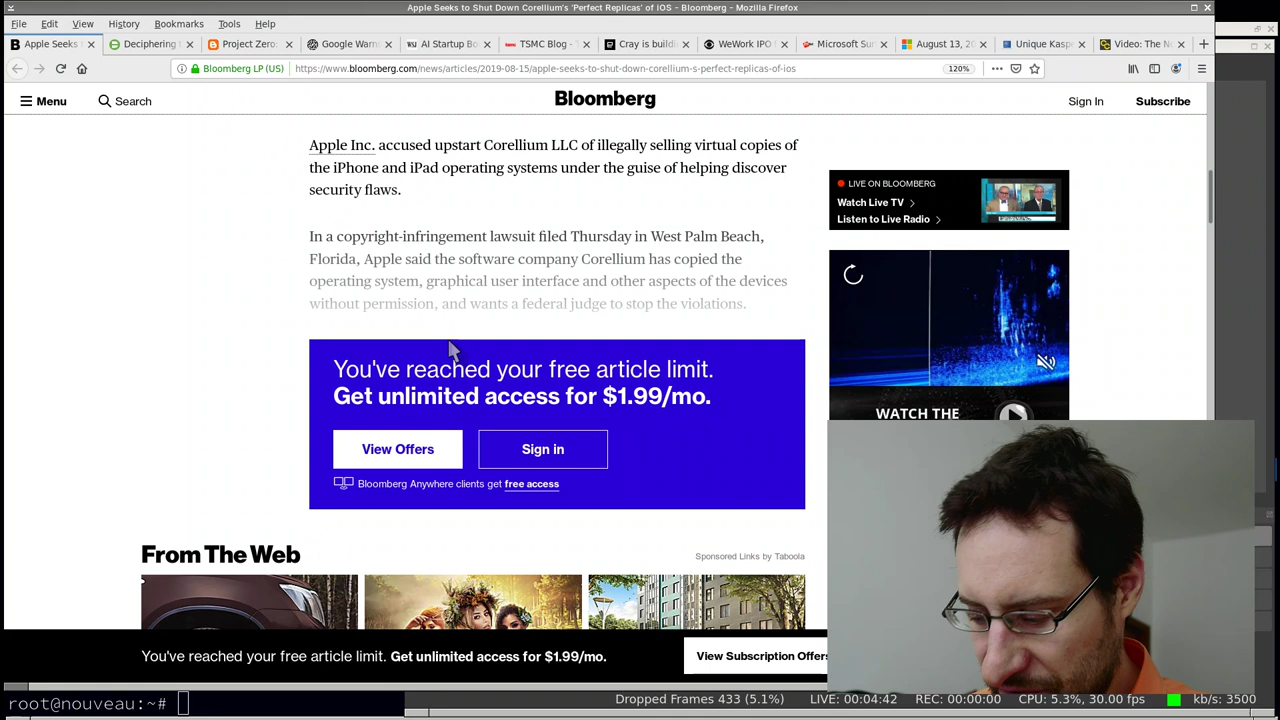 Apple Seeks to Shut Down Corellium's 'Perfect Replicas' of iOS – Bloomberg - Mozilla Firefox
File Edit View History Bookmarks Tools Help
Apple Seeks
Deciphering
Project Zero:
Google Warn
AI Startup Bo
TSMC Blog -
Cray is buildi
WeWork IPO
Microsoft Sur
August 13, 20
Unique Kasp
Video: The N
Bloomberg LP (US) https://www.bloomberg.com/news/articles/2019-08-15/apple-seeks-to-shut-down-corellium-s-perfect-replicas-of-ios 120%
Menu Search Bloomberg Sign In Subscribe
Apple Inc. accused upstart Corellium LLC of illegally selling virtual copies of
the iPhone and iPad operating systems under the guise of helping discover
security flaws.
In a copyright-infringement lawsuit filed Thursday in West Palm Beach,
Florida, Apple said the software company Corellium has copied the
operating system, graphical user interface and other aspects of the devices
without permission, and wants a federal judge to stop the violations.
LIVE ON BLOOMBERG
Watch Live TV
Listen to Live Radio
WATCH THE
You've reached your free article limit.
Get unlimited access for $1.99/mo.
View Offers Sign in
Bloomberg Anywhere clients get free access
From The Web Sponsored Links by Taboola
You've reached your free article limit. Get unlimited access for $1.99/mo. View Subscription Offers
root@nouveau:~#
Dropped Frames 433 (5.1%) LIVE: 00:04:42 REC: 00:00:00 CPU: 5.3%, 30.00 fps kb/s: 3500